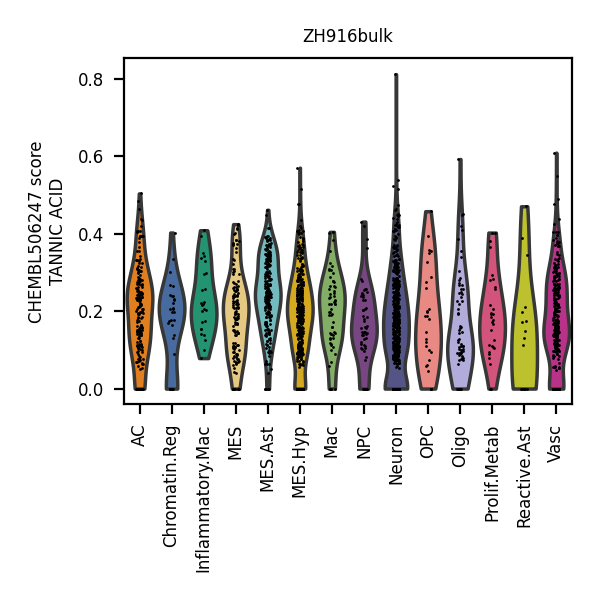 ZH916bulk
CHEMBL506247 score
TANNIC ACID
0.8
0.6
0.4
0.2
0.0
AC
Chromatin.Reg
Inflammatory.Mac
MES
MES.Ast
MES.Hyp
Mac
NPC
Neuron
OPC
Oligo
Prolif.Metab
Reactive.Ast
Vasc